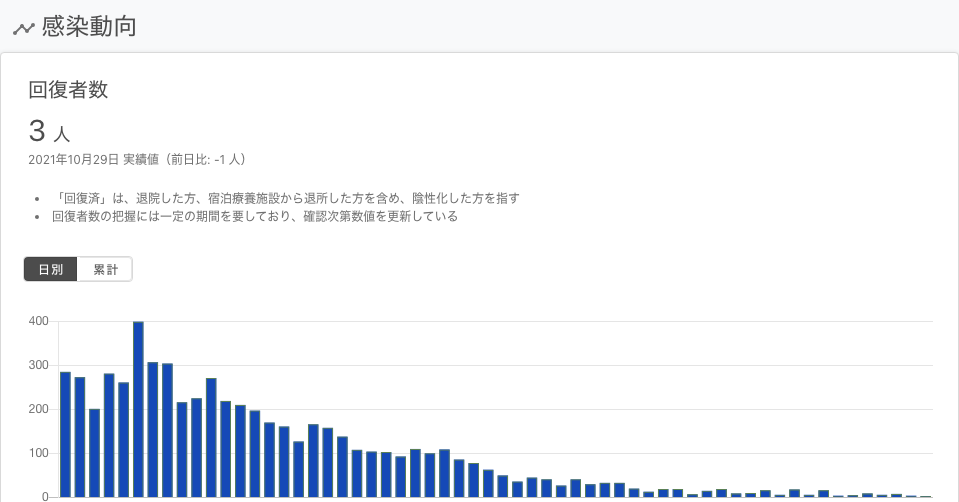 感染動向
回復者数
3 人
2021年10月29日 実績値（前日比: -1 人）
「回復済」は、退院した方、宿泊療養施設から退所した方を含め、陰性化した方を指す
回復者数の把握には一定の期間を要しており、確認次第数値を更新している
日別 累計
400
300
200
100
0